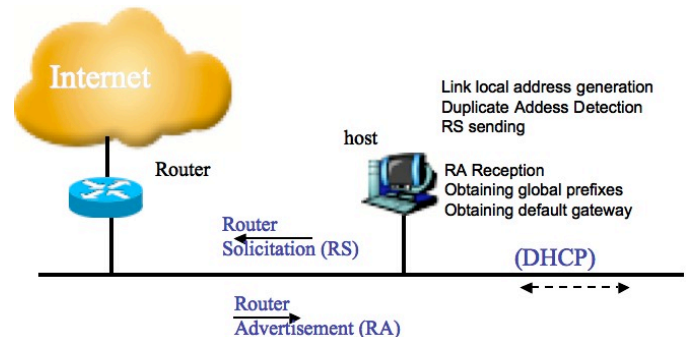 Internet
Link local address generation
Duplicate Addess Detection
RS sending
host
Router
RA Reception
Obtaining global prefixes
Obtaining default gateway
Router
Solicitation (RS)
(DHCP)
Router
Advertisement (RA)